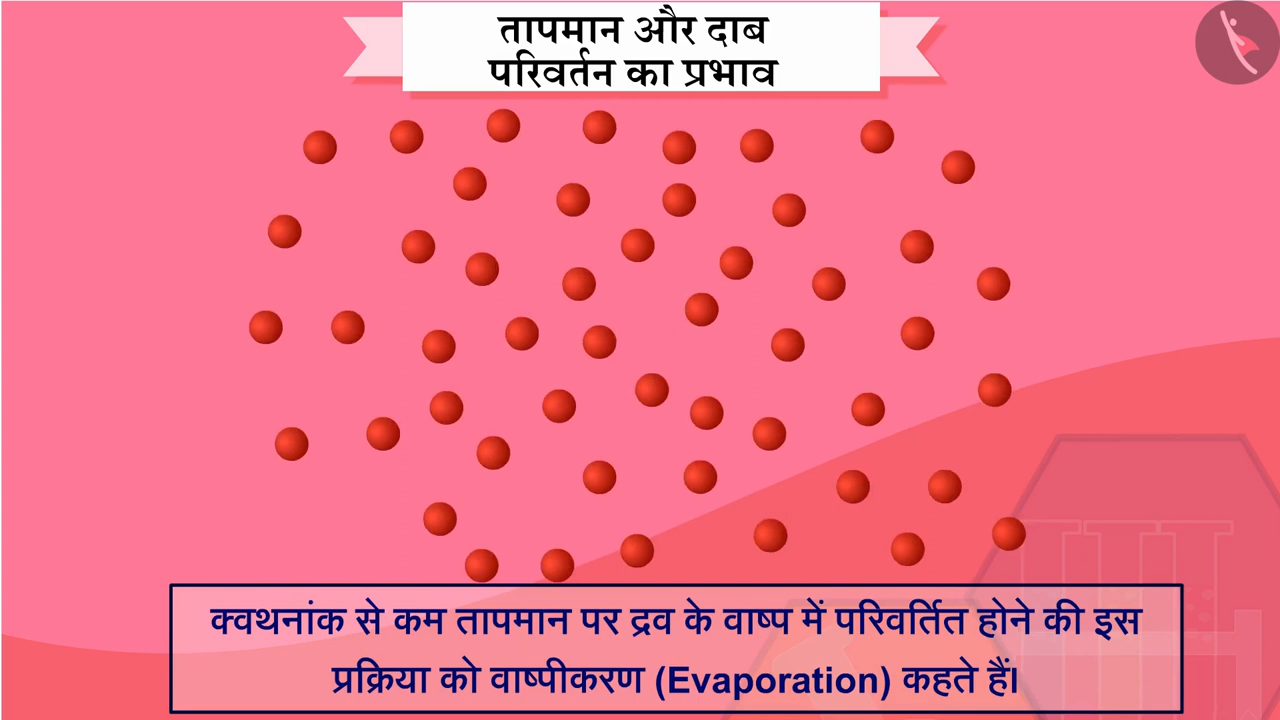 तापमान और दाब
परिवर्तन का प्रभाव
क्वथनांक से कम तापमान पर द्रव के वाष्प में परिवर्तित होने की इस
प्रक्रिया को वाष्पीकरण (Evaporation) कहते हैं।